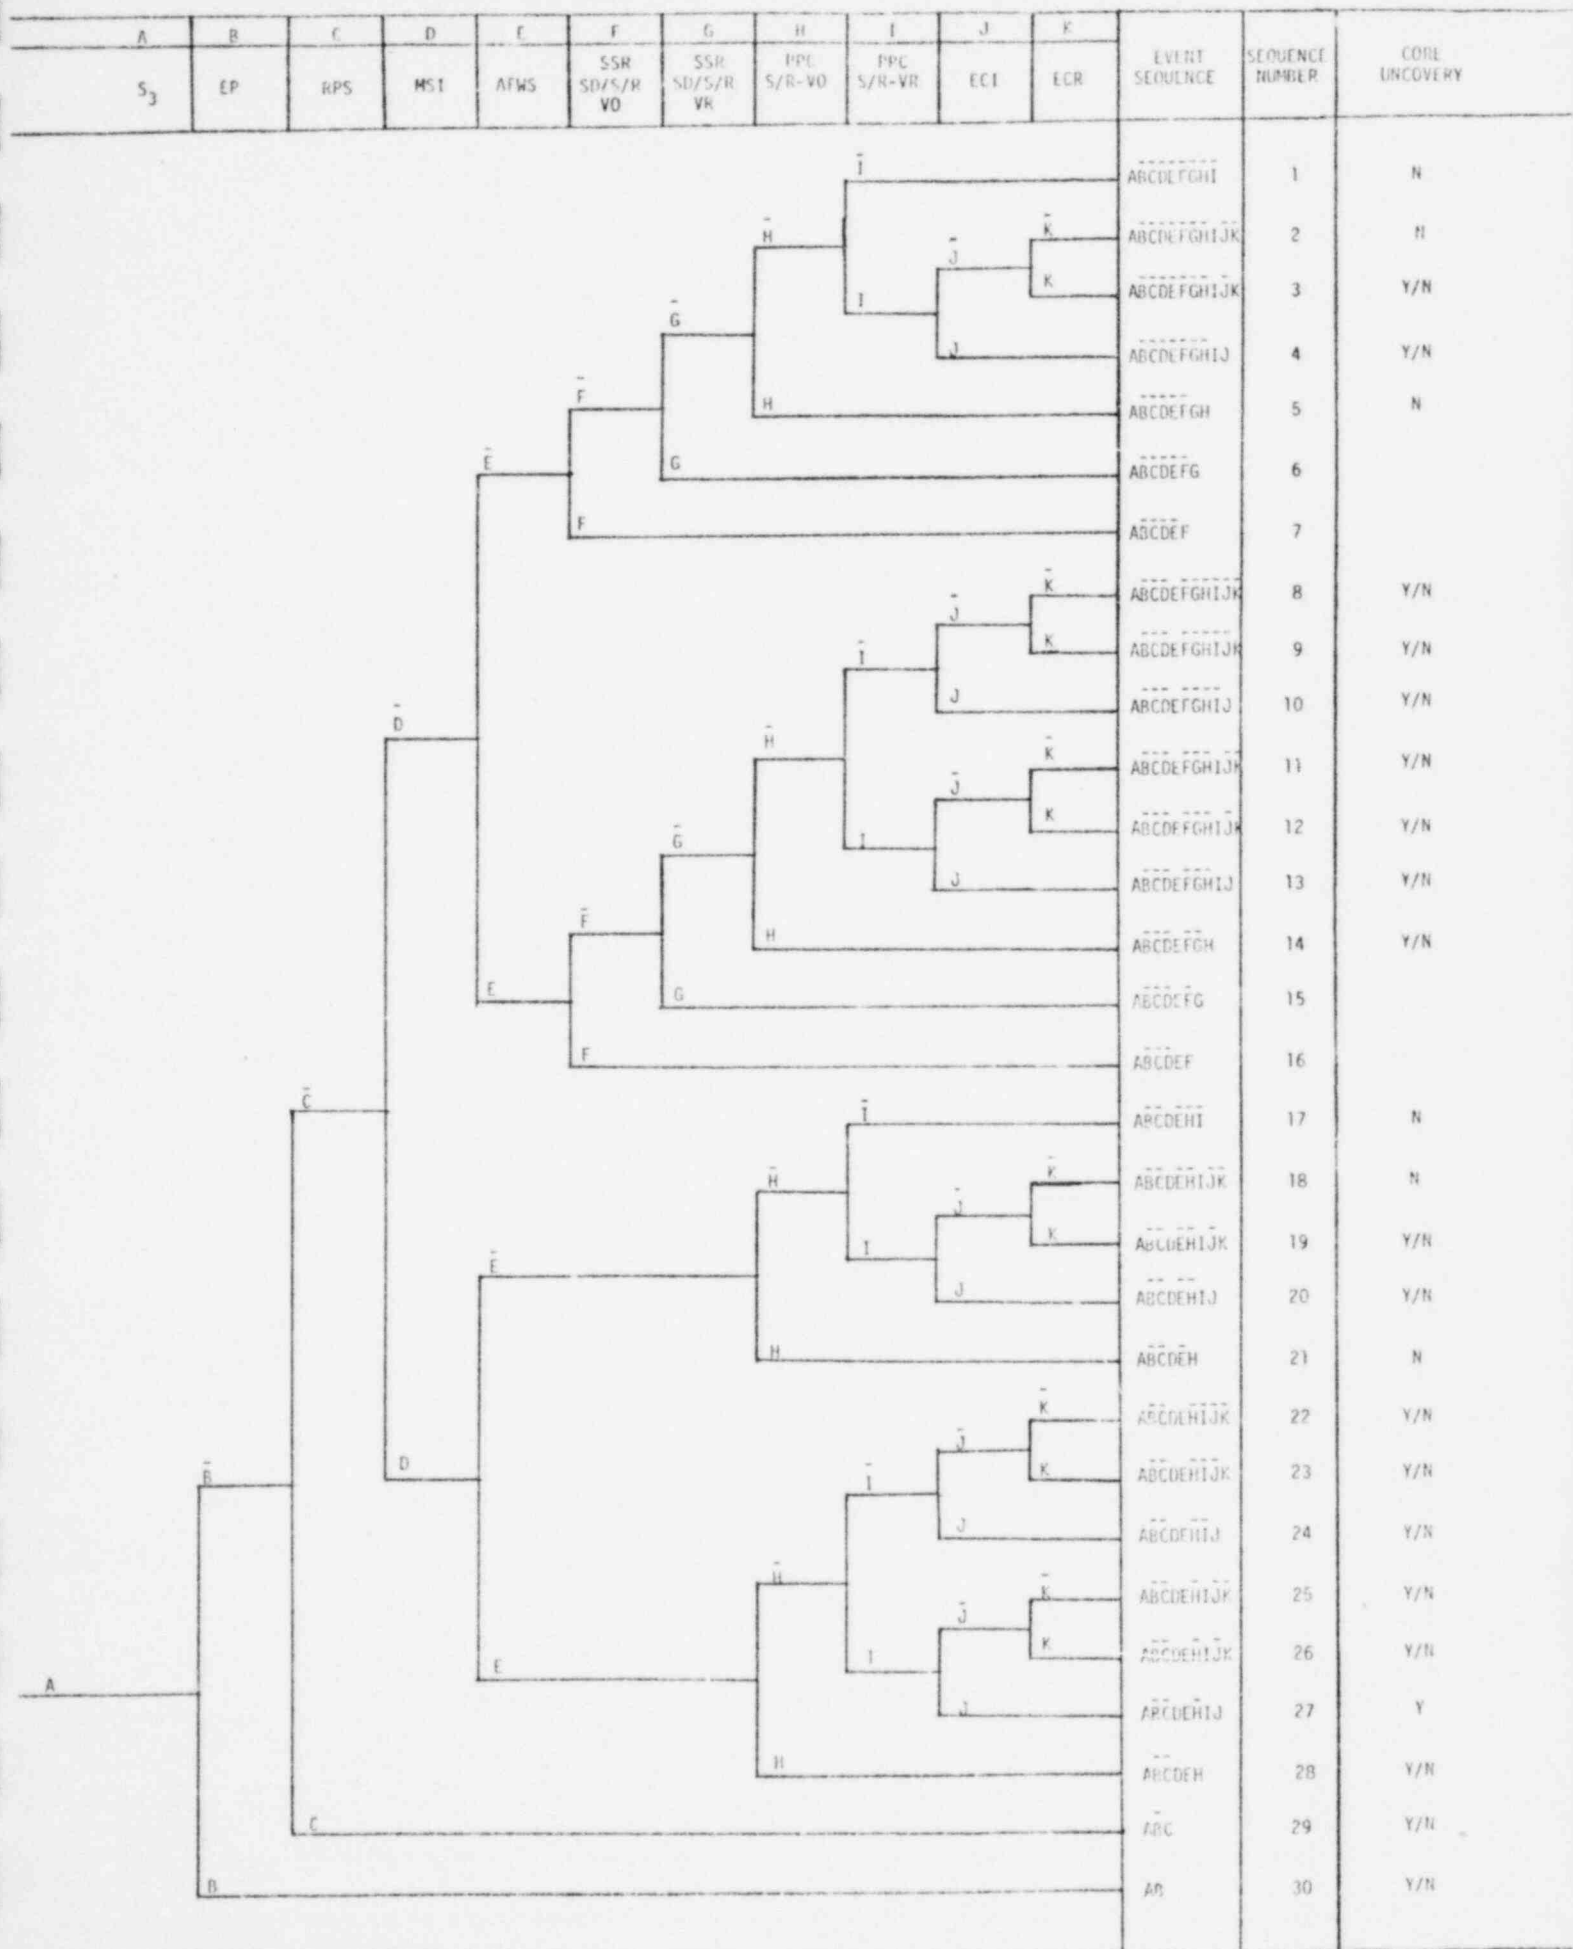 A B C D E F G H I J K EVENT SEQUENCE SEQUENCE NUMBER CORE UNCOVERY
S3 EP RPS MSI AFWS SSR SD/S/R VO SSR SD/S/R VR PPC S/R-VO PPC S/R-VR ECI ECR
Ī ABCDEFGHI 1 N
H̄ K̄ ABCDEFGHIJK 2 N
J̄
K ABCDEFGHIJK 3 Y/N
I
Ḡ
J ABCDEFGHIJ 4 Y/N
F̄
H ABCDEFGH 5 N
Ē G ABCDEFG 6
F ABCDEF 7
K̄ ABCDEFGHIJK 8 Y/N
J̄
Ī K ABCDEFGHIJK 9 Y/N
J ABCDEFGHIJ 10 Y/N
D̄
H̄ K̄ ABCDEFGHIJK 11 Y/N
J̄
K ABCDEFGHIJK 12 Y/N
Ḡ I
J ABCDEFGHIJ 13 Y/N
F̄
H ABCDEFGH 14 Y/N
E G ABCDEFG 15
F ABCDEF 16
C̄
Ī ABCDEHI 17 N
H̄ K̄ ABCDEHIJK 18 N
J̄
K ABCDEHIJK 19 Y/N
Ē I
J ABCDEHIJ 20 Y/N
H ABCDEH 21 N
K̄ ABCDEHIJK 22 Y/N
J̄
D
B̄ Ī K ABCDEHIJK 23 Y/N
J ABCDEHIJ 24 Y/N
H̄ K̄ ABCDEHIJK 25 Y/N
J̄
E I K ABCDEHIJK 26 Y/N
A
J ABCDEHIJ 27 Y
H ABCDEH 28 Y/N
C ABC 29 Y/N
B AB 30 Y/N